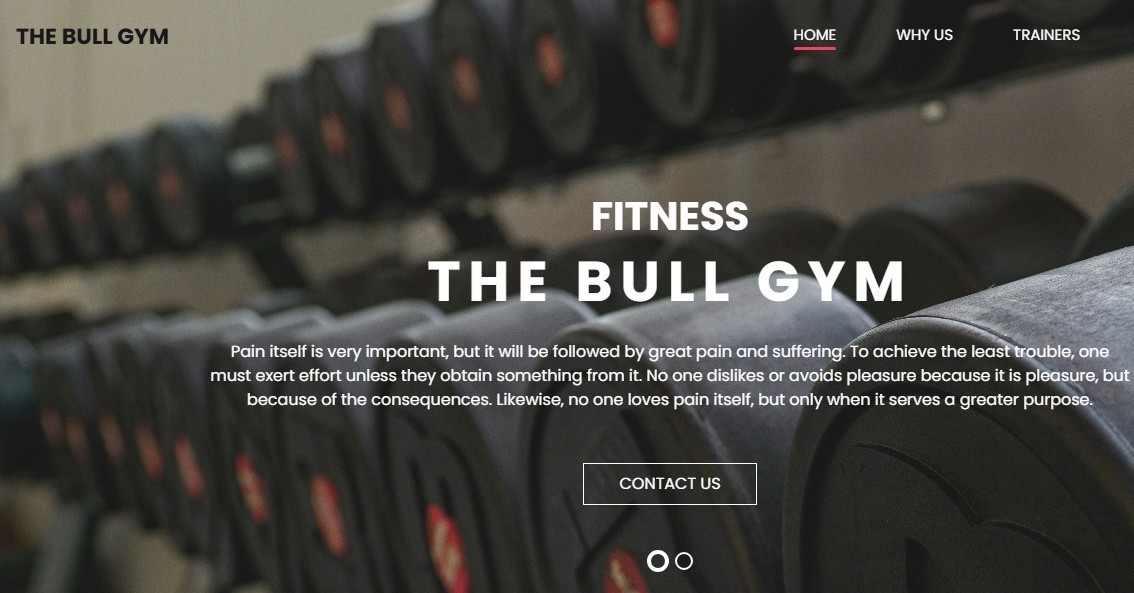 THE BULL GYM
HOME WHY US TRAINERS
FITNESS
THE BULL GYM
Pain itself is very important, but it will be followed by great pain and suffering. To achieve the least trouble, one
must exert effort unless they obtain something from it. No one dislikes or avoids pleasure because it is pleasure, but
because of the consequences. Likewise, no one loves pain itself, but only when it serves a greater purpose.
CONTACT US